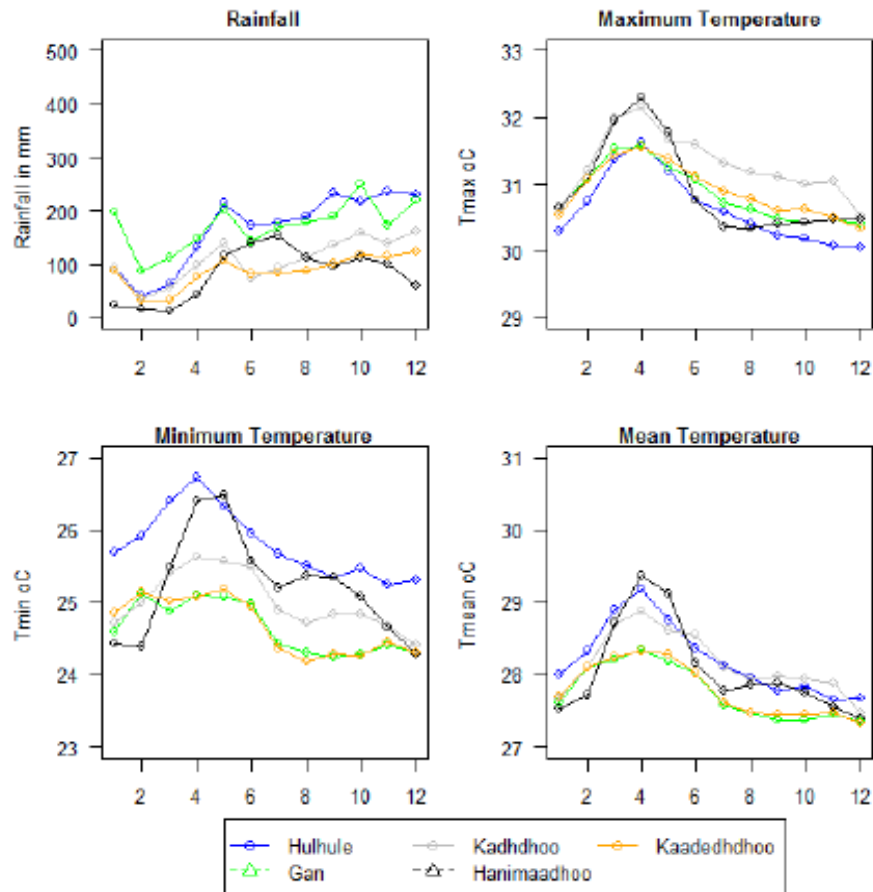 Rainfall
Maximum Temperature
500
400
300
200
100
0
Rainfall in mm
2 4 6 8 10 12
33
32
31
30
29
Tmax oC
2 4 6 8 10 12
Minimum Temperature
Mean Temperature
27
26
25
24
23
Tmin oC
2 4 6 8 10 12
31
30
29
28
27
Tmean oC
2 4 6 8 10 12
Hulhule
Kadhdhoo
Kaadedhdhoo
Gan
Hanimaadhoo